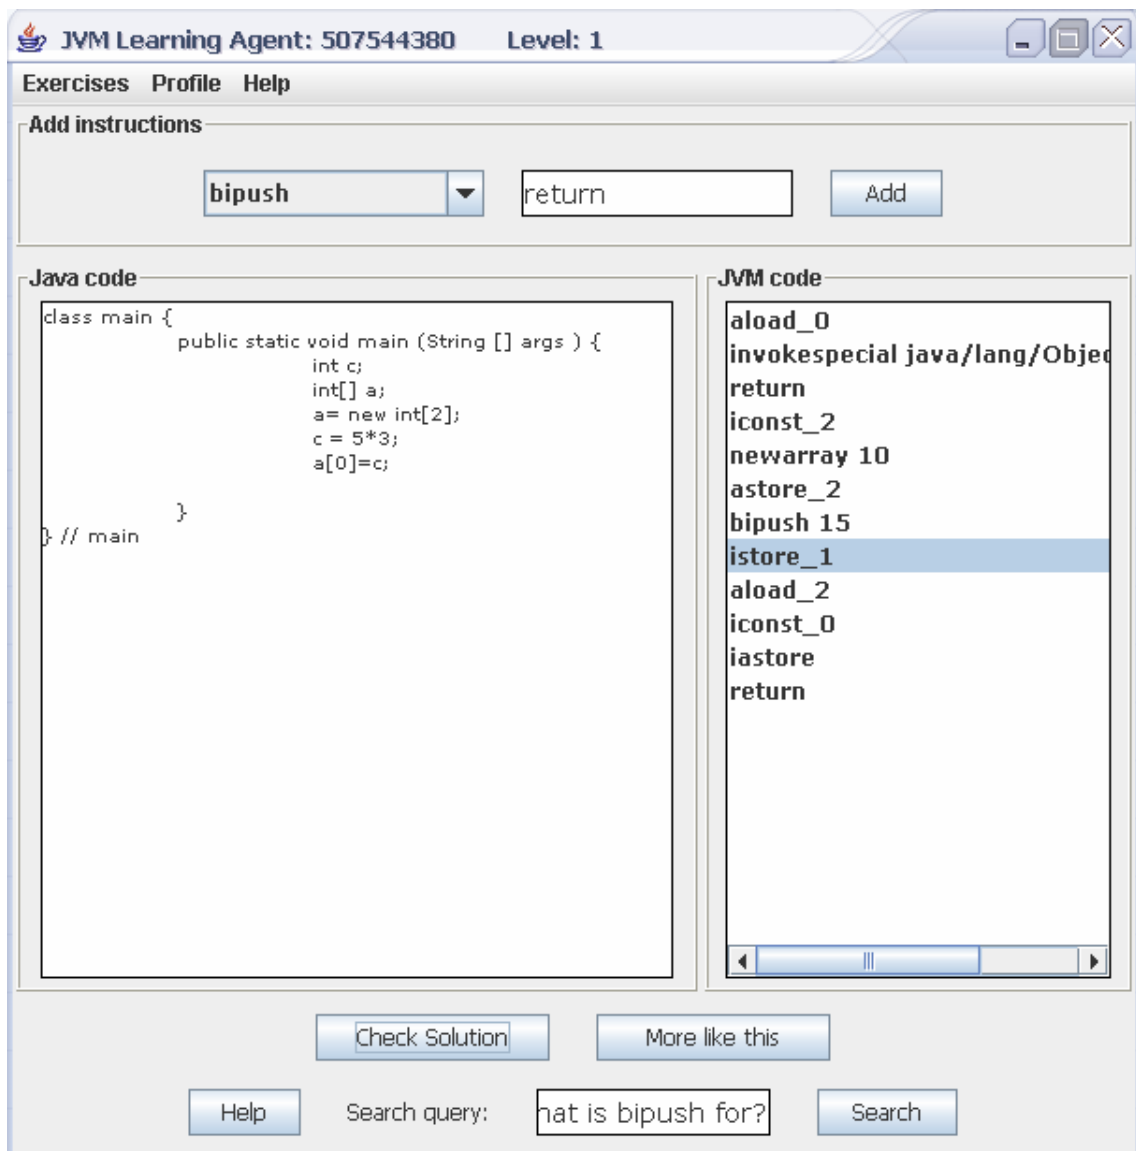 JVM Learning Agent: 507544380 Level: 1
Exercises Profile Help
Add instructions
bipush return Add
Java code
class main {
public static void main (String [] args ) {
int c;
int[] a;
a= new int[2];
c = 5*3;
a[0]=c;
}
} // main
JVM code
aload_0
invokespecial java/lang/Objec
return
iconst_2
newarray 10
astore_2
bipush 15
istore_1
aload_2
iconst_0
iastore
return
Check Solution More like this
Help Search query: hat is bipush for? Search